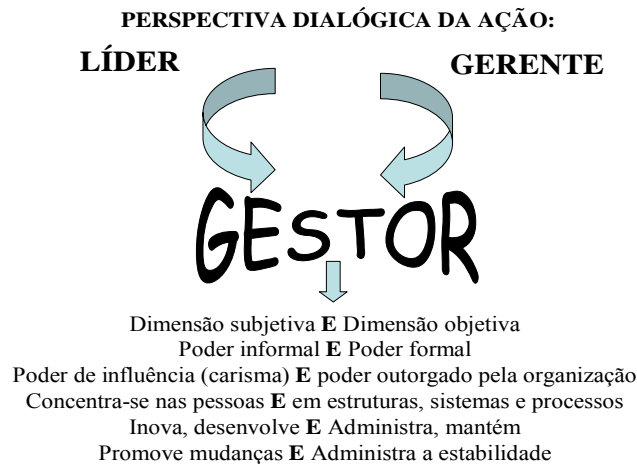 PERSPECTIVA DIALÓGICA DA AÇÃO:
LÍDER
GERENTE
GESTOR
Dimensão subjetiva E Dimensão objetiva
Poder informal E Poder formal
Poder de influência (carisma) E poder outorgado pela organização
Concentra-se nas pessoas E em estruturas, sistemas e processos
Inova, desenvolve E Administra, mantém
Promove mudanças E Administra a estabilidade